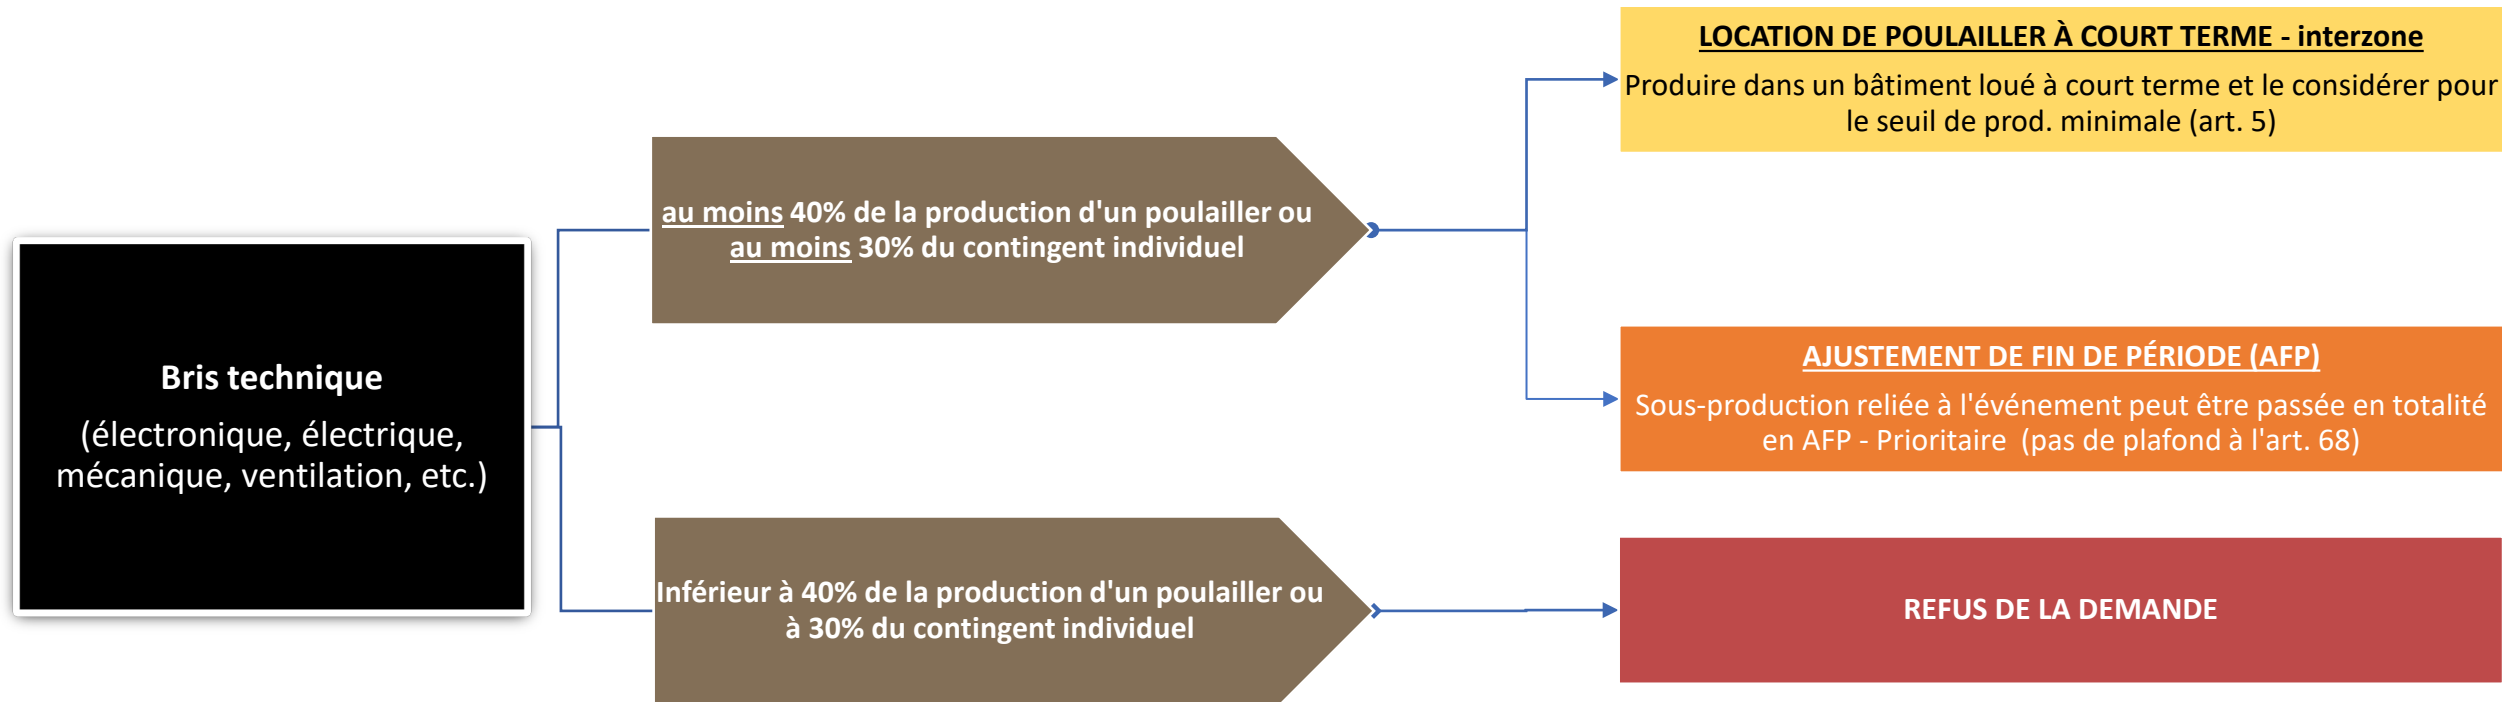 Bris technique
(électronique, électrique,
mécanique, ventilation, etc.)
au moins 40% de la production d'un poulailler ou
au moins 30% du contingent individuel
LOCATION DE POULAILLER À COURT TERME - interzone
Produire dans un bâtiment loué à court terme et le considérer pour
le seuil de prod. minimale (art. 5)
AJUSTEMENT DE FIN DE PÉRIODE (AFP)
Sous-production reliée à l'événement peut être passée en totalité
en AFP - Prioritaire  (pas de plafond à l'art. 68)
Inférieur à 40% de la production d'un poulailler ou
à 30% du contingent individuel
REFUS DE LA DEMANDE